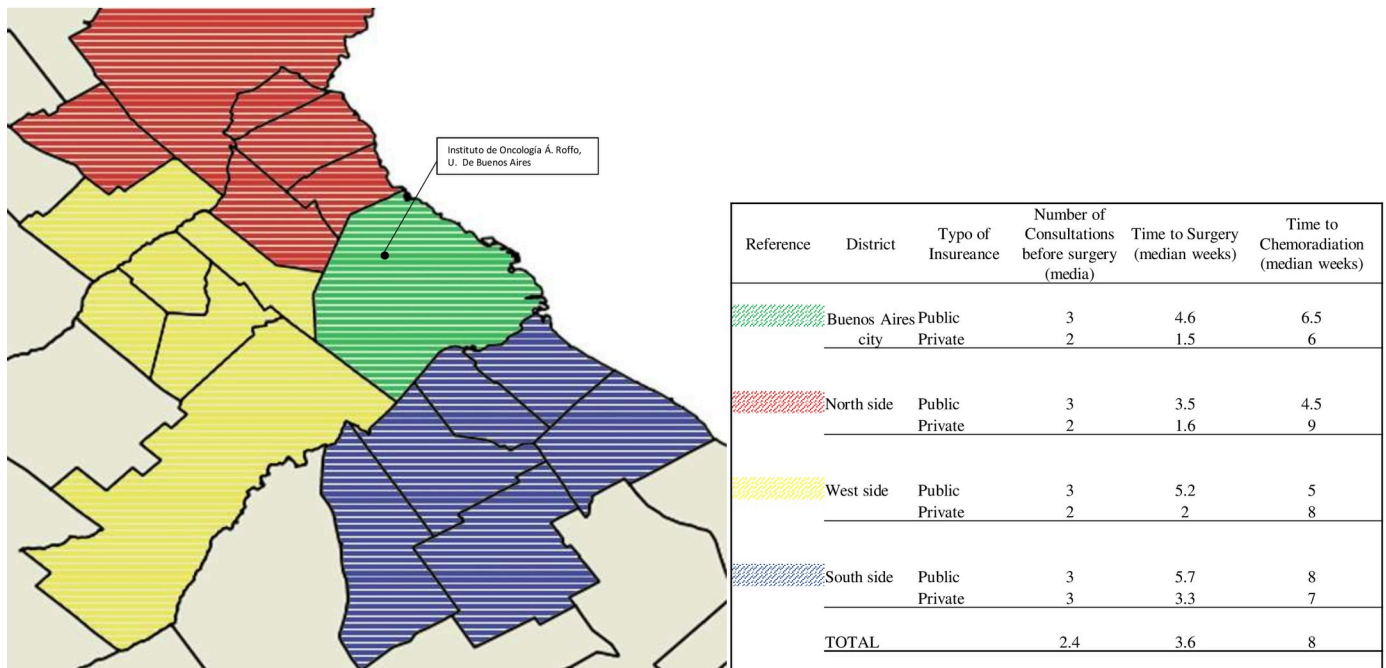 Instituto de Oncología Á. Roffo,
U. De Buenos Aires
Reference District Typo of Insureance Number of Consultations before surgery (media) Time to Surgery (median weeks) Time to Chemoradiation (median weeks)
Buenos Aires city Public 3 4.6 6.5
Private 2 1.5 6
North side Public 3 3.5 4.5
Private 2 1.6 9
West side Public 3 5.2 5
Private 2 2 8
South side Public 3 5.7 8
Private 3 3.3 7
TOTAL 2.4 3.6 8